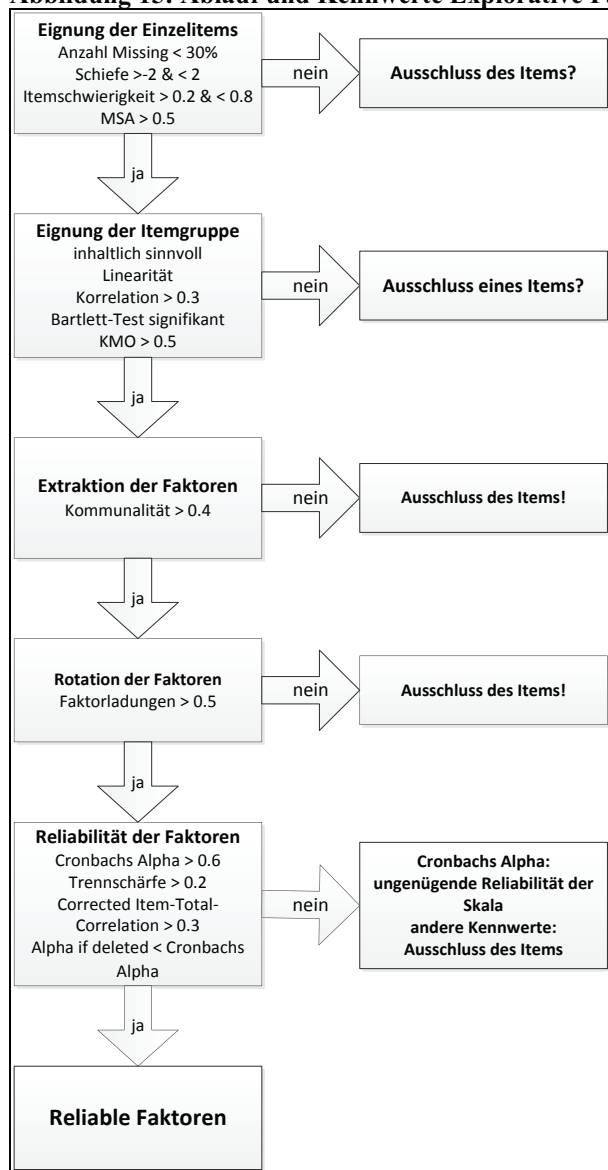 Abbildung 13: Ablauf und Kennwerte Explorative
Eignung der Einzelitems
Anzahl Missing < 30%
Schiefe >-2 & < 2
Itemschwierigkeit > 0.2 & < 0.8
MSA > 0.5
nein
Ausschluss des Items?
ja
Eignung der Itemgruppe
inhaltlich sinnvoll
Linearität
Korrelation > 0.3
Bartlett-Test signifikant
KMO > 0.5
nein
Ausschluss eines Items?
ja
Extraktion der Faktoren
Kommunalität > 0.4
nein
Ausschluss des Items!
ja
Rotation der Faktoren
Faktorladungen > 0.5
nein
Ausschluss des Items!
ja
Reliabilität der Faktoren
Cronbachs Alpha > 0.6
Trennschärfe > 0.2
Corrected Item-Total-
Correlation > 0.3
Alpha if deleted < Cronbachs
Alpha
nein
Cronbachs Alpha:
ungenügende Reliabilität der
Skala
andere Kennwerte:
Ausschluss des Items
ja
Reliable Faktoren